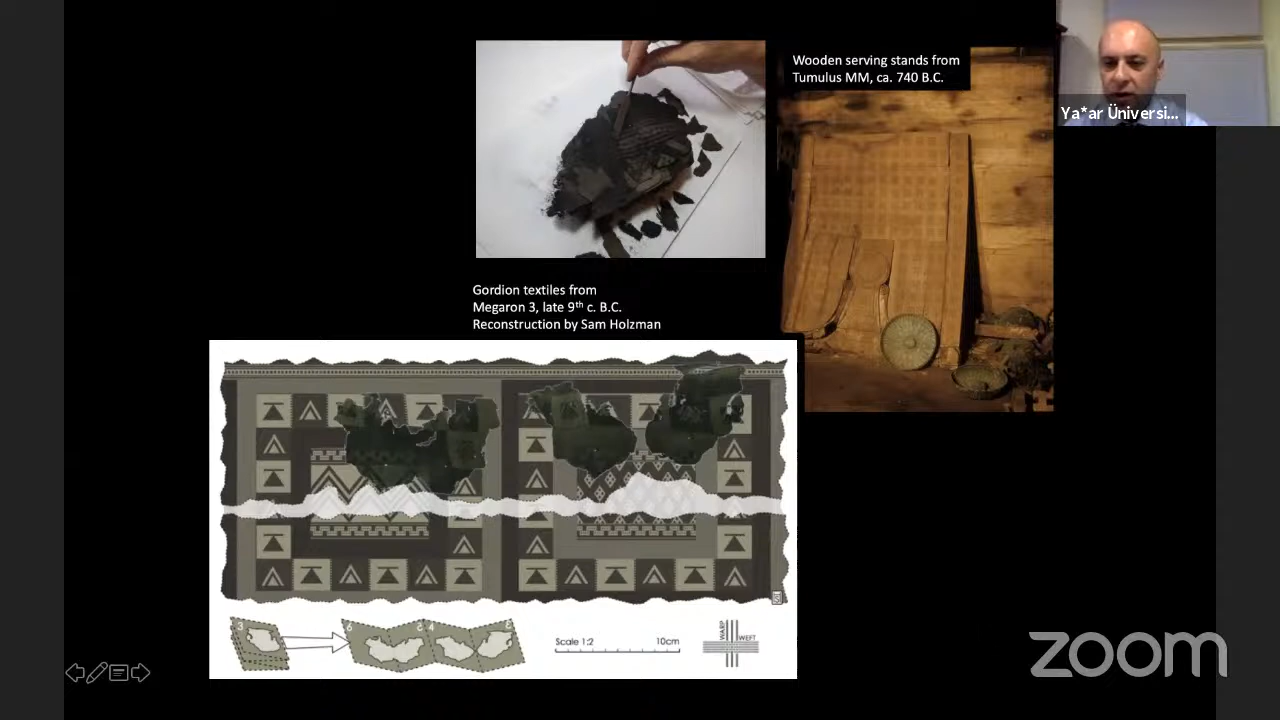 Wooden serving stands from
Tumulus MM, ca. 740 B.C.
Ya*ar Üniversi...
Gordion textiles from
Megaron 3, late 9th c. B.C.
Reconstruction by Sam Holzman
Scale 1:2
10cm
WARP
WEFT
zoom